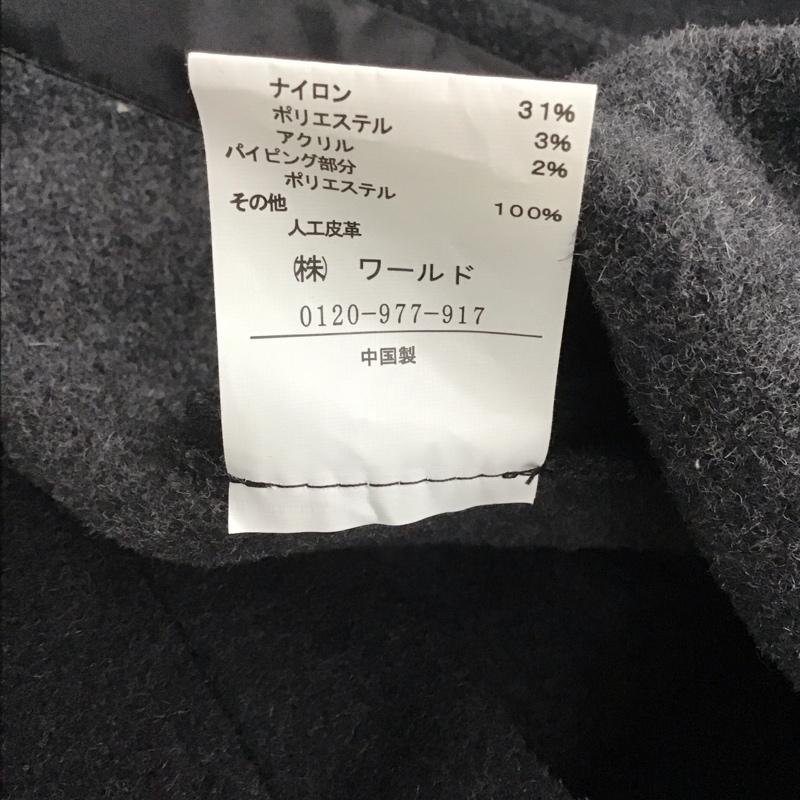 ナイロン 31%
ポリエステル 3%
アクリル 2%
パイピング部分
ポリエステル 100%
その他
人工皮革
㈱ ワールド
0120-977-917
中国製